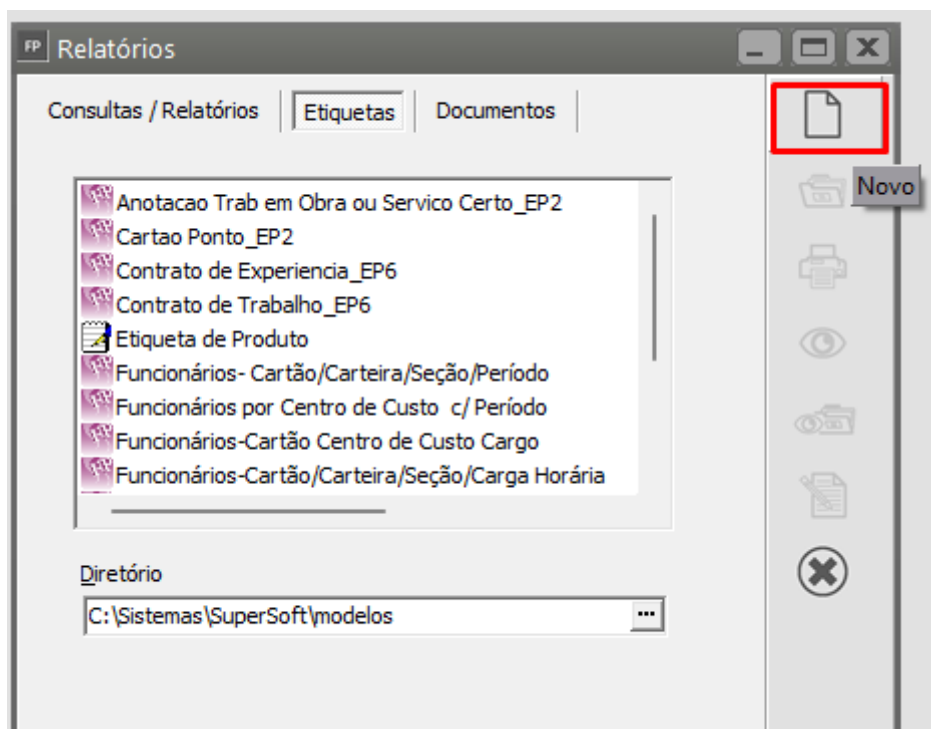 FP Relatórios
Consultas / Relatórios Etiquetas Documentos
Novo
Anotacao Trab em Obra ou Servico Certo_EP2
Cartao Ponto_EP2
Contrato de Experiencia_EP6
Contrato de Trabalho_EP6
Etiqueta de Produto
Funcionários- Cartão/Carteira/Seção/Período
Funcionários por Centro de Custo  c/ Período
Funcionários-Cartão Centro de Custo Cargo
Funcionários-Cartão/Carteira/Seção/Carga Horária
Diretório
C:\Sistemas\SuperSoft\modelos ...